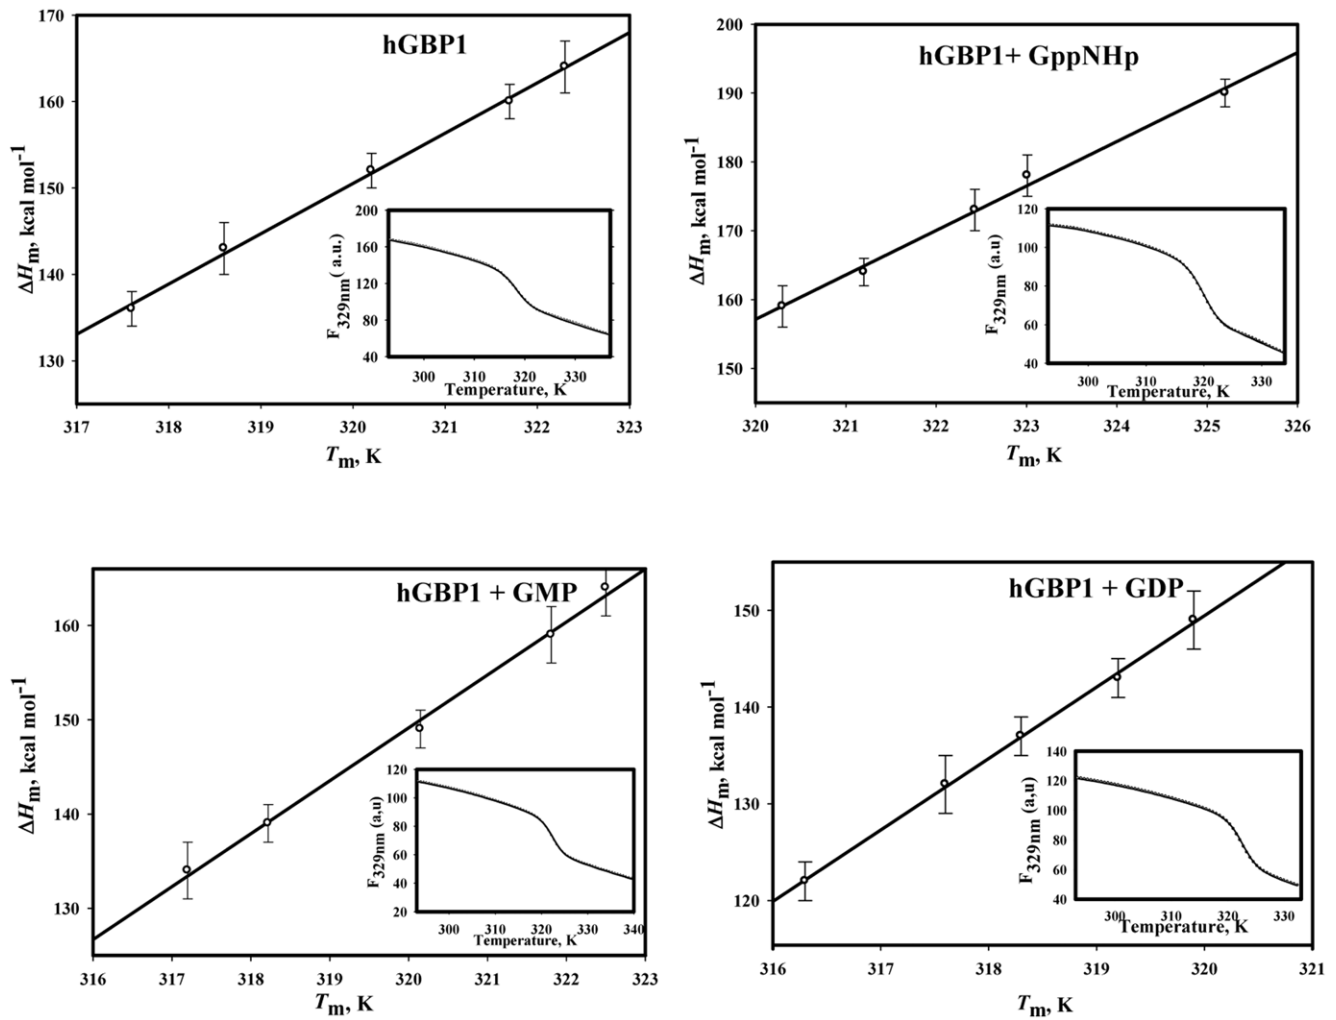 hGBP1
170
160
150
140
130
ΔHm, kcal mol-1
317 318 319 320 321 322 323
Tm, K
200
160
120
80
40
F329nm( a.u.)
300 310 320 330
Temperature, K
hGBP1+ GppNHp
200
190
180
170
160
150
ΔHm, kcal mol-1
320 321 322 323 324 325 326
Tm, K
120
100
80
60
40
F329nm (a.u)
300 310 320 330
Temperature, K
hGBP1 + GMP
160
150
140
130
ΔHm, kcal mol-1
316 317 318 319 320 321 322 323
Tm, K
120
100
80
60
40
20
F329nm (a,u)
300 310 320 330 340
Temperature, K
hGBP1 + GDP
150
140
130
120
ΔHm, kcal mol-1
316 317 318 319 320 321
Tm, K
140
120
100
80
60
40
F329nm (a,u)
300 310 320 330
Temperature, K